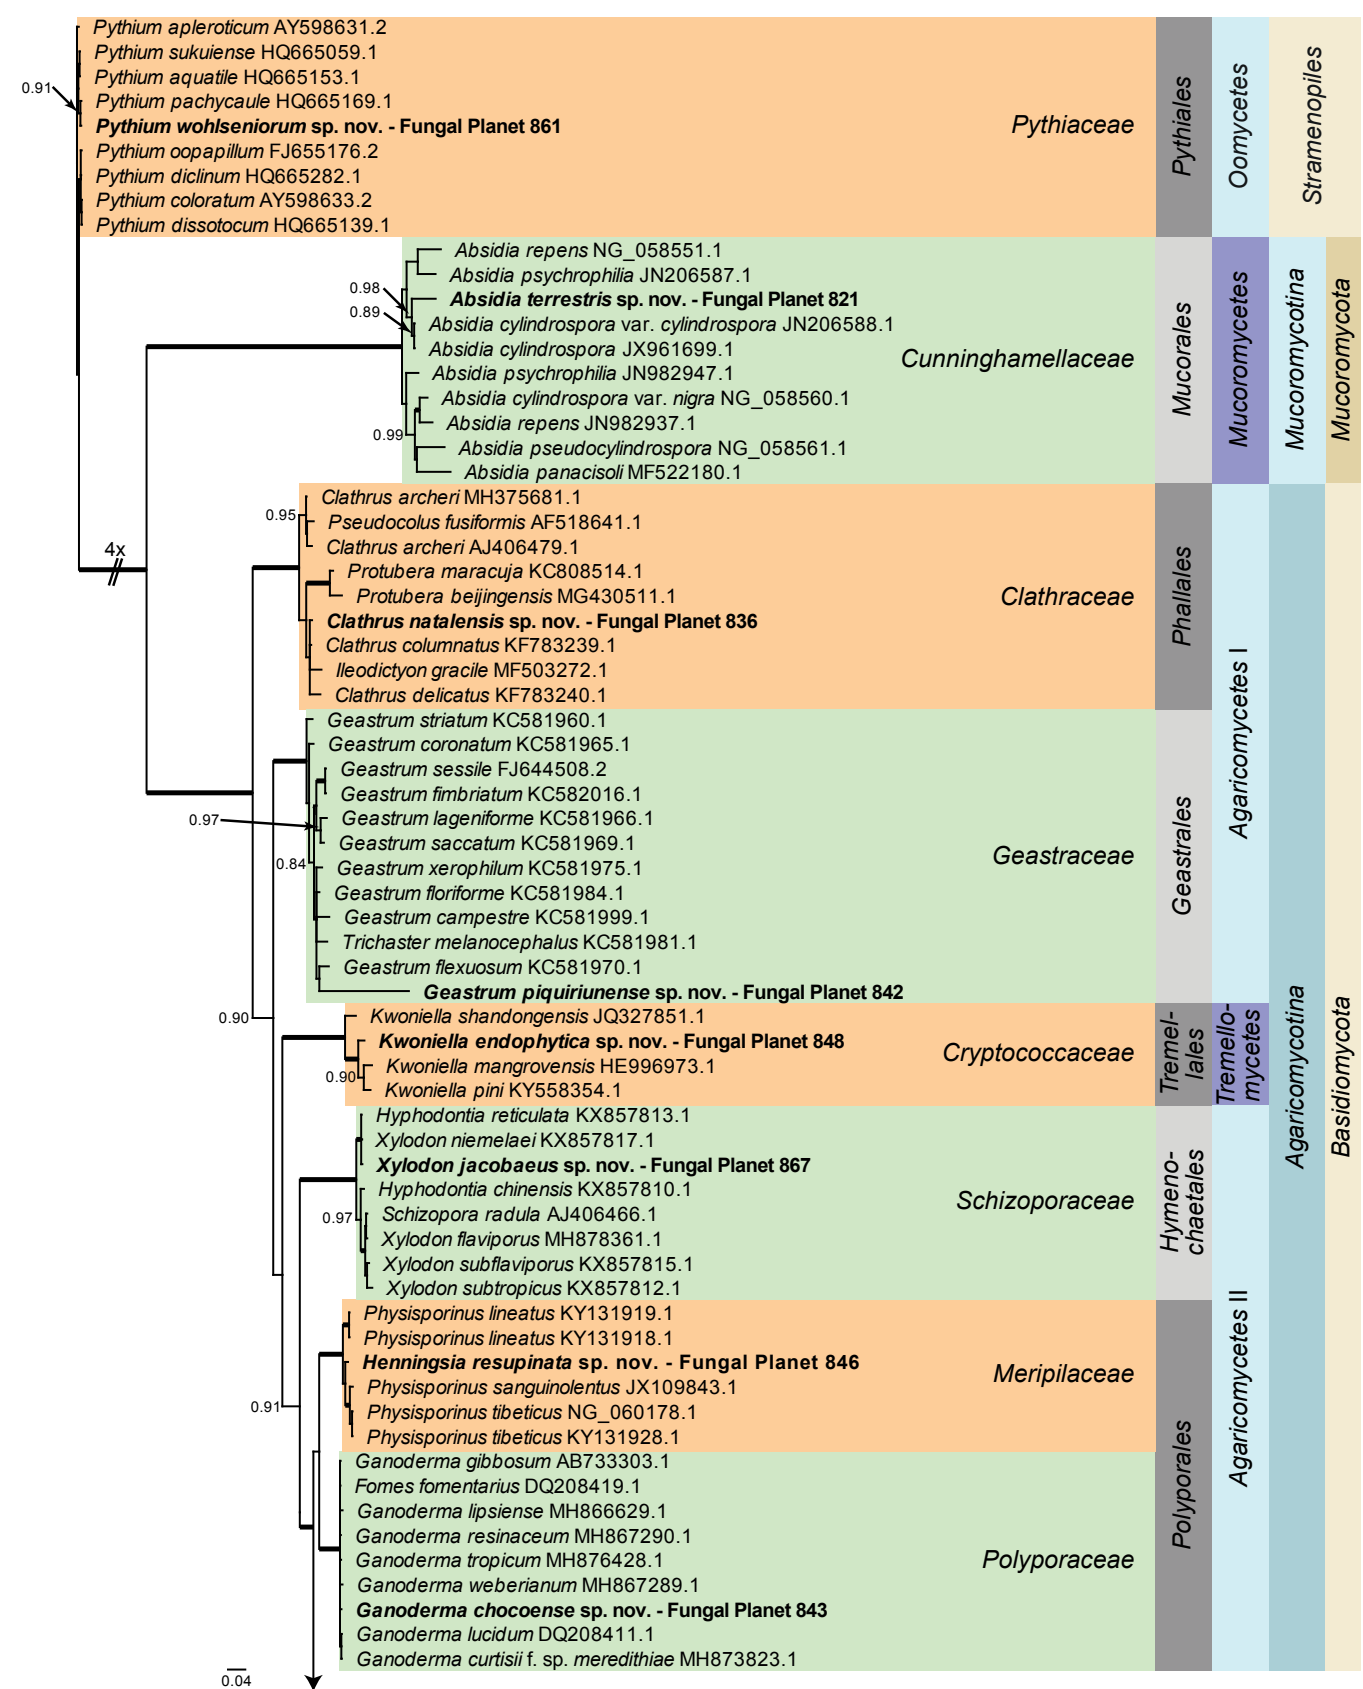 Pythium apleroticum AY598631.2
Pythium sukuiense HQ665059.1
Pythium aquatile HQ665153.1
0.91
Pythium pachycaule HQ665169.1
Pythium wohlseniorum sp. nov. - Fungal Planet 861
Pythium oopapillum FJ655176.2
Pythium diclinum HQ665282.1
Pythium coloratum AY598633.2
Pythium dissotocum HQ665139.1
Pythiaceae
Pythiales
Oomycetes
Stramenopiles
Absidia repens NG_058551.1
Absidia psychrophilia JN206587.1
0.98
Absidia terrestris sp. nov. - Fungal Planet 821
0.89
Absidia cylindrospora var. cylindrospora JN206588.1
Absidia cylindrospora JX961699.1
Absidia psychrophilia JN982947.1
Absidia cylindrospora var. nigra NG_058560.1
Absidia repens JN982937.1
0.99
Absidia pseudocylindrospora NG_058561.1
Absidia panacisoli MF522180.1
Cunninghamellaceae
Mucorales
Mucoromycetes
Mucoromycotina
Mucoromycota
4x
Clathrus archeri MH375681.1
0.95
Pseudocolus fusiformis AF518641.1
Clathrus archeri AJ406479.1
Protubera maracuja KC808514.1
Protubera beijingensis MG430511.1
Clathrus natalensis sp. nov. - Fungal Planet 836
Clathrus columnatus KF783239.1
Ileodictyon gracile MF503272.1
Clathrus delicatus KF783240.1
Clathraceae
Phallales
Geastrum striatum KC581960.1
Geastrum coronatum KC581965.1
Geastrum sessile FJ644508.2
Geastrum fimbriatum KC582016.1
0.97
Geastrum lageniforme KC581966.1
Geastrum saccatum KC581969.1
0.84
Geastrum xerophilum KC581975.1
Geastrum floriforme KC581984.1
Geastrum campestre KC581999.1
Trichaster melanocephalus KC581981.1
Geastrum flexuosum KC581970.1
Geastrum piquiriunense sp. nov. - Fungal Planet 842
Geastraceae
Geastrales
Agaricomycetes I
0.90
Kwoniella shandongensis JQ327851.1
Kwoniella endophytica sp. nov. - Fungal Planet 848
Kwoniella mangrovensis HE996973.1
0.90
Kwoniella pini KY558354.1
Cryptococcaceae
Tremel-
lales
Tremello-
mycetes
Hyphodontia reticulata KX857813.1
Xylodon niemelaei KX857817.1
Xylodon jacobaeus sp. nov. - Fungal Planet 867
Hyphodontia chinensis KX857810.1
0.97
Schizopora radula AJ406466.1
Xylodon flaviporus MH878361.1
Xylodon subflaviporus KX857815.1
Xylodon subtropicus KX857812.1
Schizoporaceae
Hymeno-
chaetales
Physisporinus lineatus KY131919.1
Physisporinus lineatus KY131918.1
Henningsia resupinata sp. nov. - Fungal Planet 846
Physisporinus sanguinolentus JX109843.1
0.91
Physisporinus tibeticus NG_060178.1
Physisporinus tibeticus KY131928.1
Meripilaceae
Ganoderma gibbosum AB733303.1
Fomes fomentarius DQ208419.1
Ganoderma lipsiense MH866629.1
Ganoderma resinaceum MH867290.1
Ganoderma tropicum MH876428.1
Ganoderma weberianum MH867289.1
Ganoderma chocoense sp. nov. - Fungal Planet 843
Ganoderma lucidum DQ208411.1
Ganoderma curtisii f. sp. meredithiae MH873823.1
Polyporaceae
Polyporales
Agaricomycetes II
Agaricomycotina
Basidiomycota
0.04